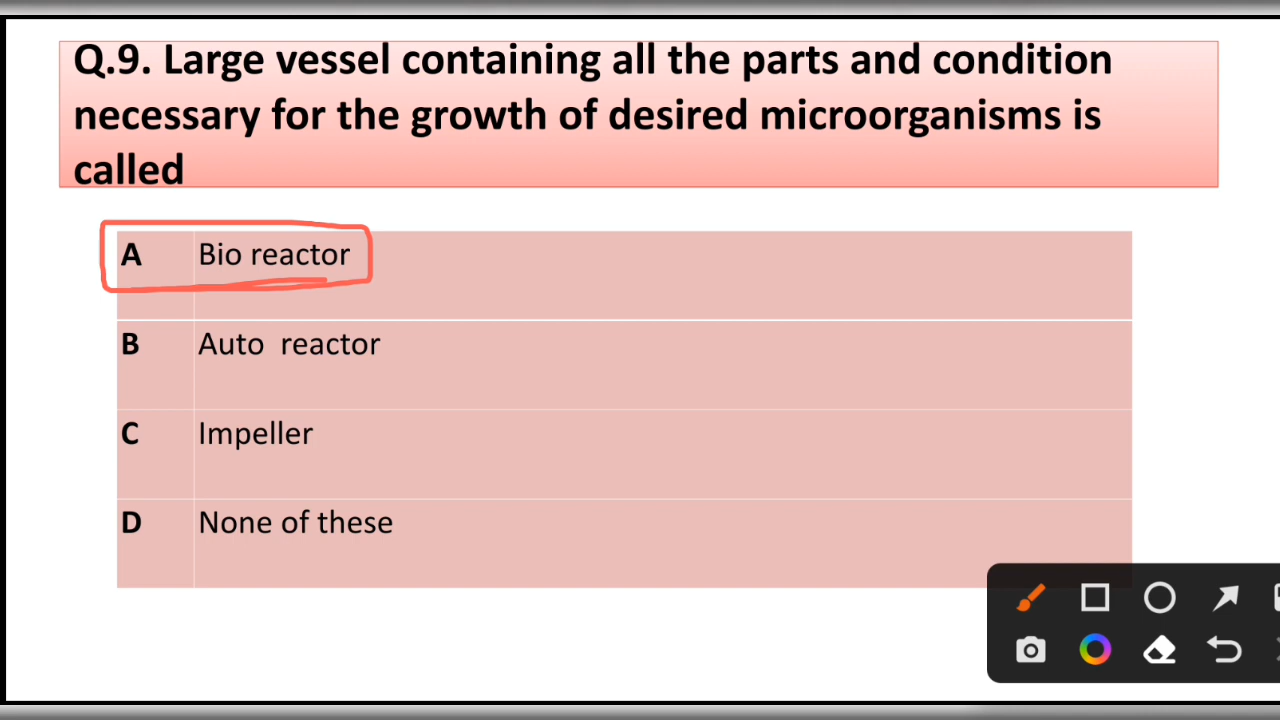 Q.9. Large vessel containing all the parts and condition
necessary for the growth of desired microorganisms is
called
A Bio reactor
B Auto reactor
C Impeller
D None of these